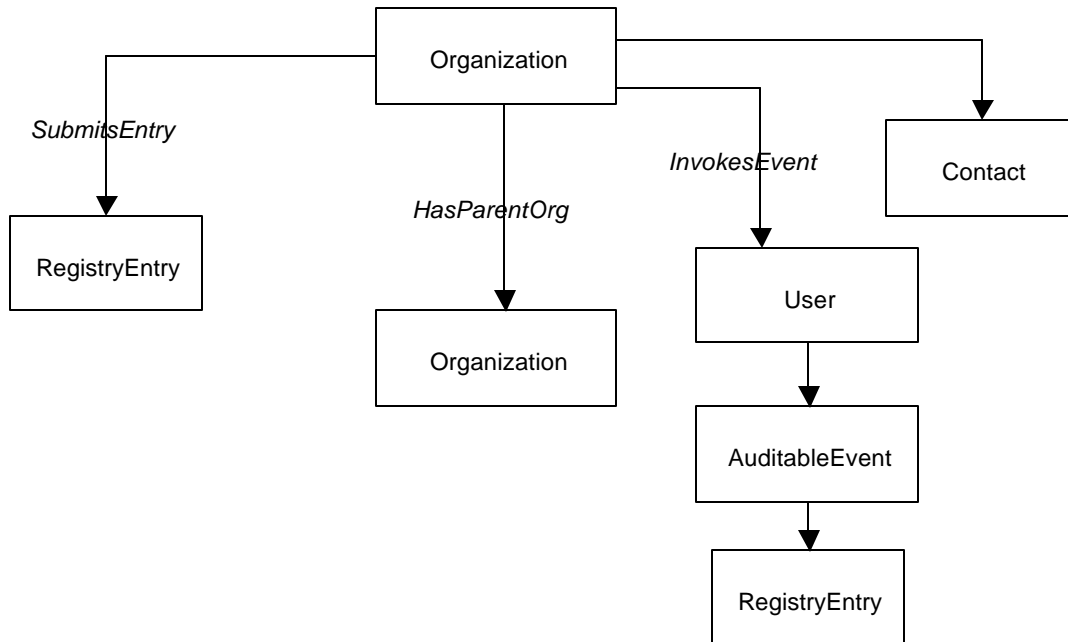 Organization
SubmitsEntry
InvokesEvent
Contact
HasParentOrg
RegistryEntry
User
Organization
AuditableEvent
RegistryEntry